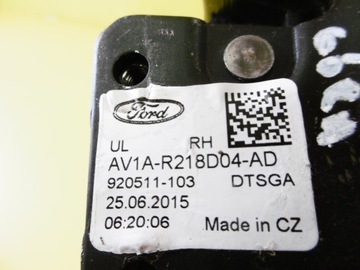 Ford
UL RH
AV1A-R218D04-AD
920511-103 DTSGA
25.06.2015
06:20:06 Made in CZ